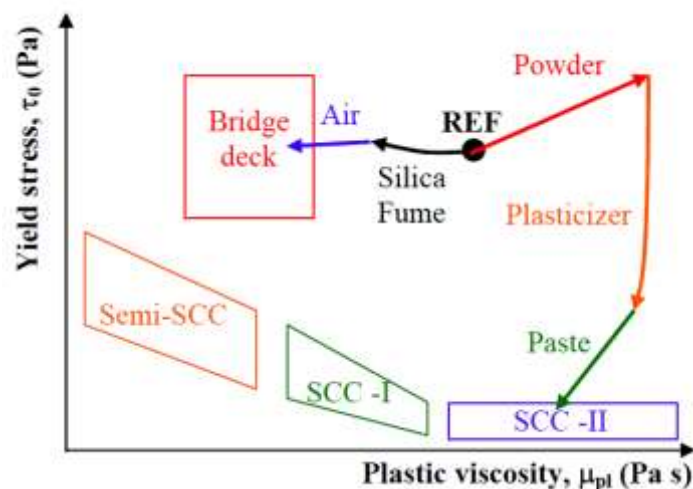 Yield stress, τ₀ (Pa)
Powder
Bridge
deck
Air
REF
Silica
Fume
Plasticizer
Semi-SCC
Paste
SCC -I
SCC -II
Plastic viscosity, μₚₗ (Pa s)